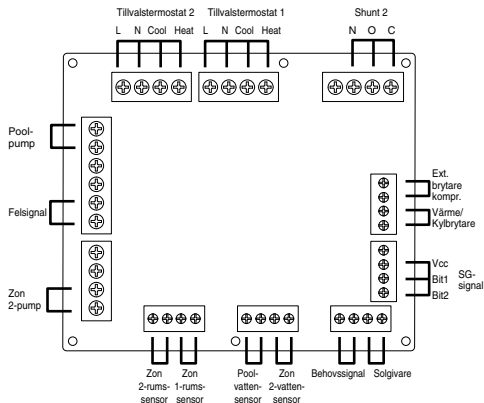 Tillvalstermostat 2 Tillvalstermostat 1 Shunt 2
L N Cool Heat L N Cool Heat N O C
Pool-
pump
Felsignal
Zon
2-pump
Ext.
brytare
kompr.
Värme/
Kylbrytare
Vcc
Bit1
Bit2
SG-
signal
Zon
2-rums-
sensor
Zon
1-rums-
sensor
Pool-
vatten-
sensor
Zon
2-vatten-
sensor
Behovssignal
Solgivare